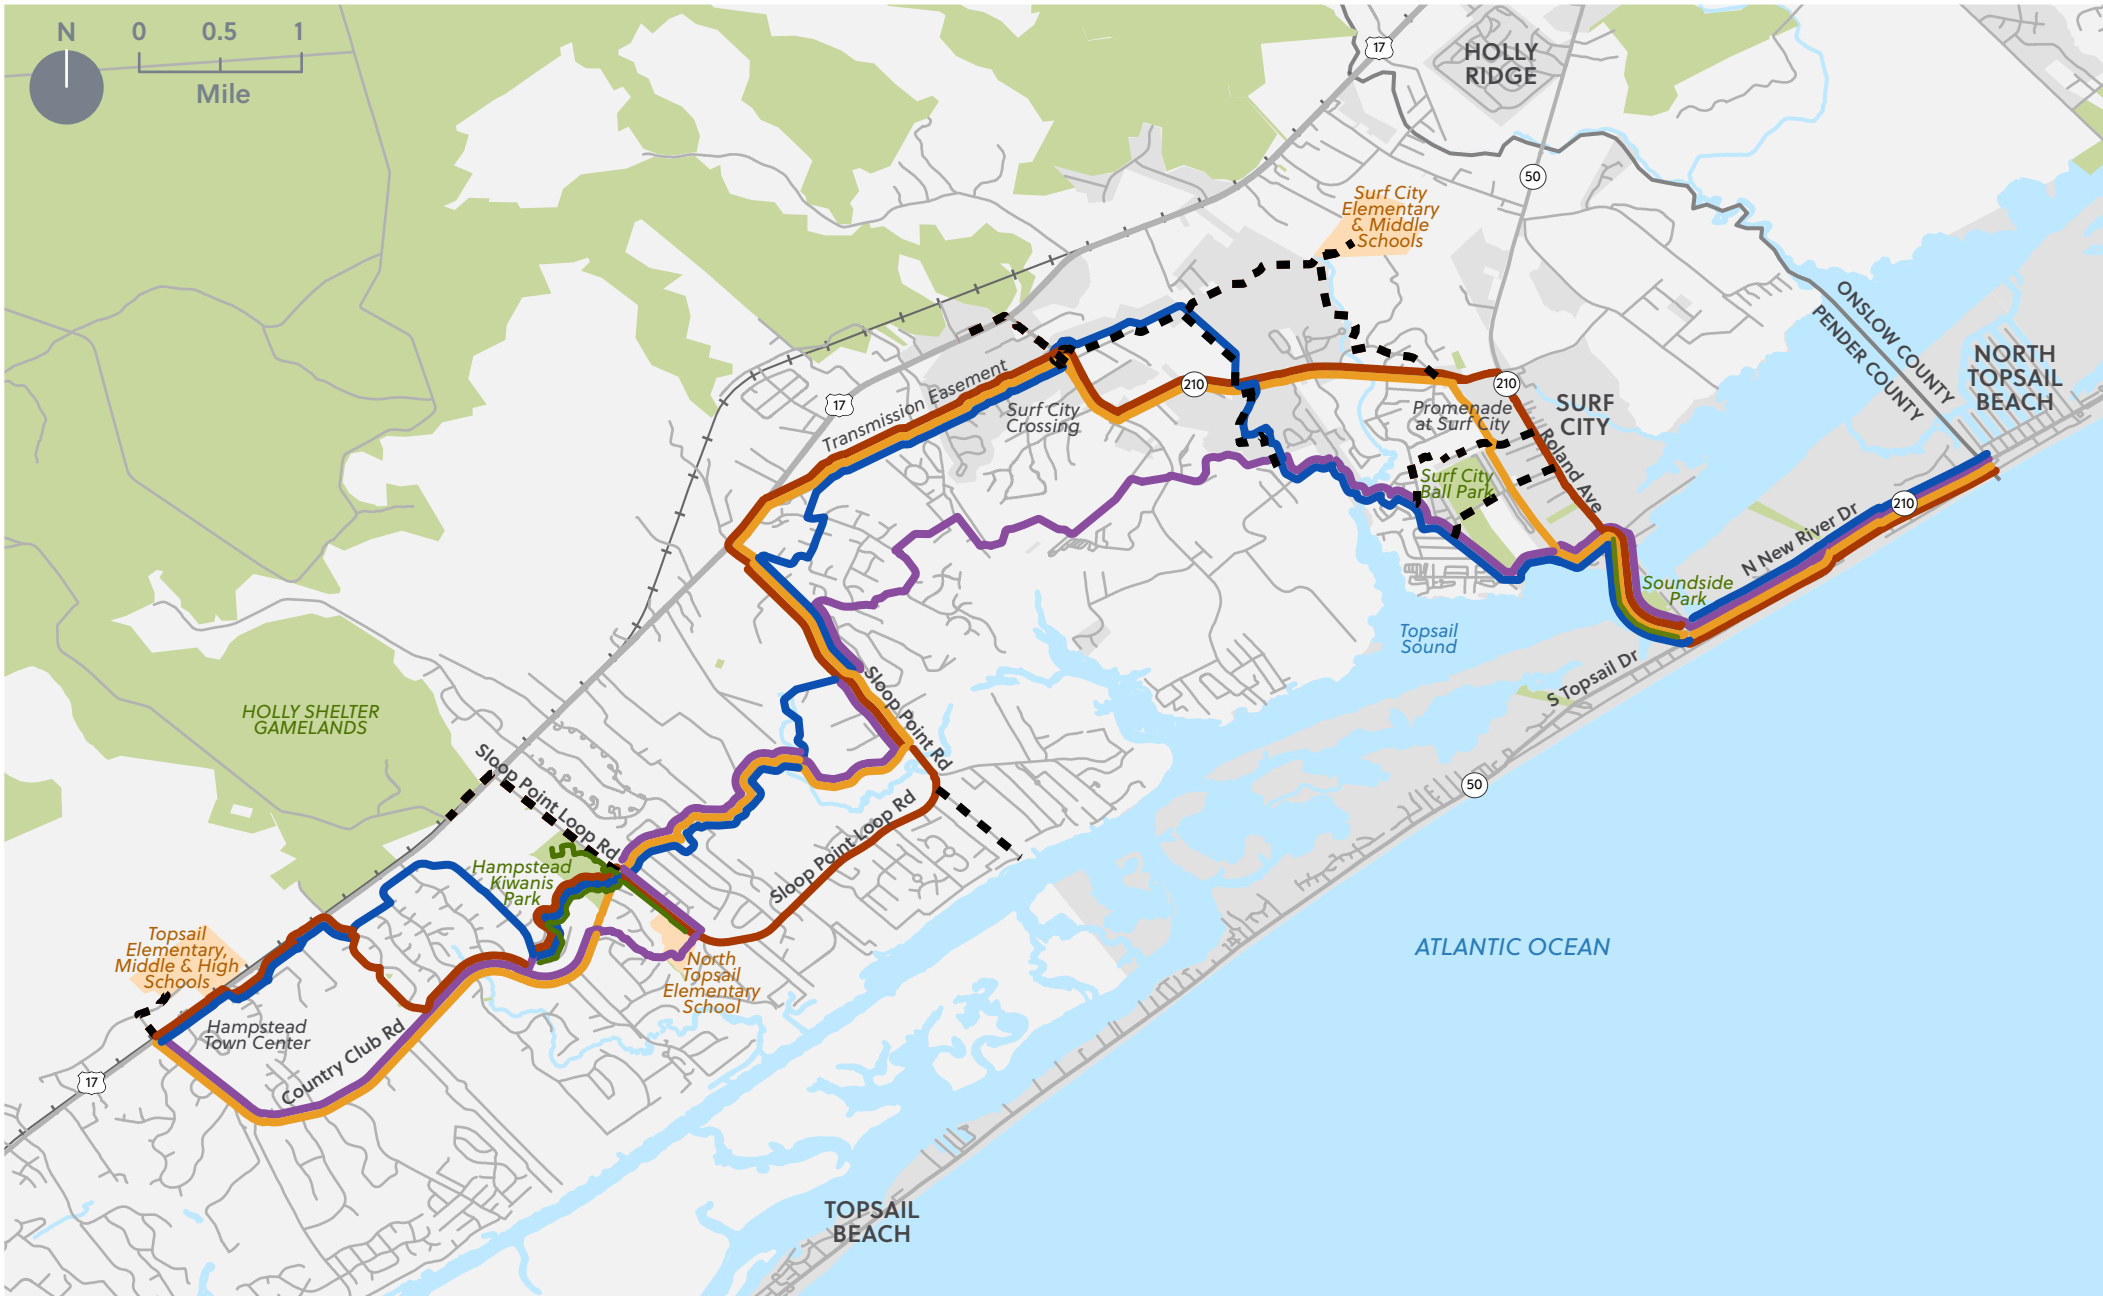 N
0 0.5 1
Mile
17
HOLLY
RIDGE
50
Surf City
Elementary
& Middle
Schools
ONSLOW COUNTY
PENDER COUNTY
NORTH
TOPSAIL
BEACH
17
Transmission Easement
Surf City
Crossing
210
210
Promenade
at Surf City
SURF
CITY
Roland Ave
Surf City
Ball Park
210
N New River Dr
Soundside
Park
Topsail
Sound
S Topsail Dr
HOLLY SHELTER
GAMELANDS
Sloop Point Rd
Sloop Point Loop Rd
Sloop Point Loop Rd
50
Hampstead
Kiwanis
Park
Topsail
Elementary,
Middle & High
Schools
North
Topsail
Elementary
School
ATLANTIC OCEAN
Hampstead
Town Center
Country Club Rd
17
TOPSAIL
BEACH